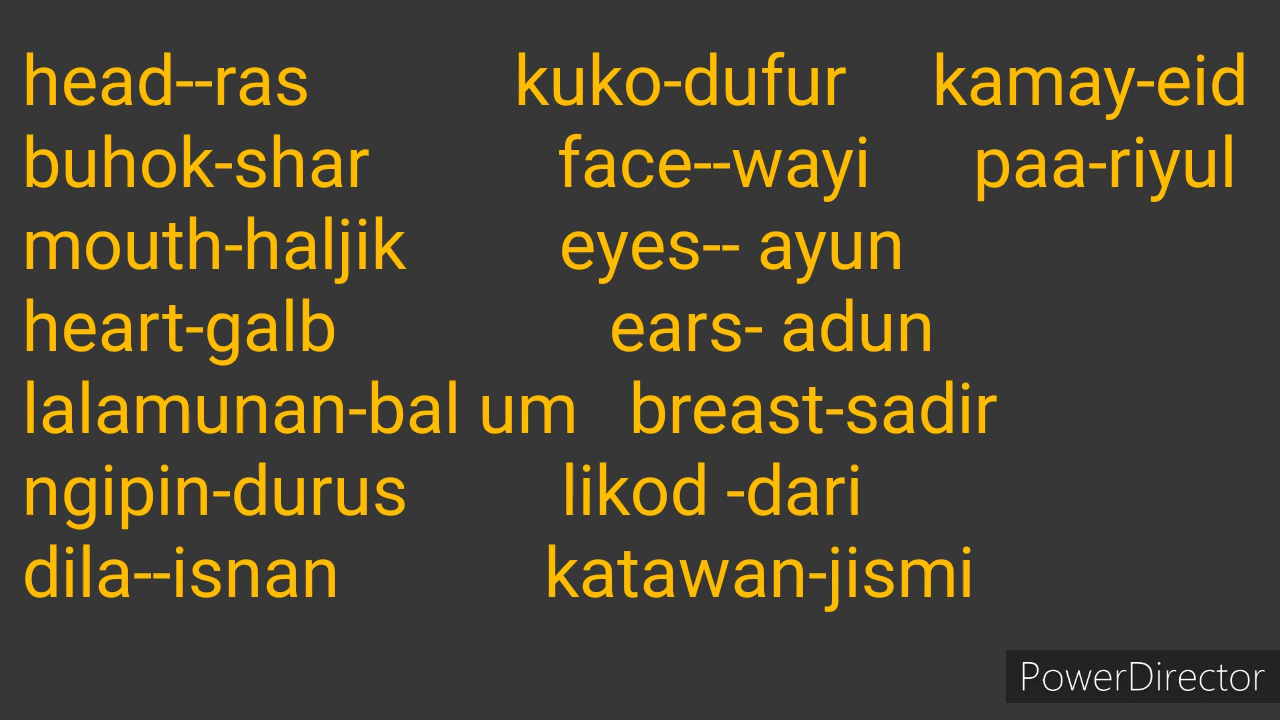 head--ras kuko-dufur kamay-eid
buhok-shar face--wayi paa-riyul
mouth-haljik eyes-- ayun
heart-galb ears- adun
lalamunan-bal um breast-sadir
ngipin-durus likod -dari
dila--isnan katawan-jismi
PowerDirector